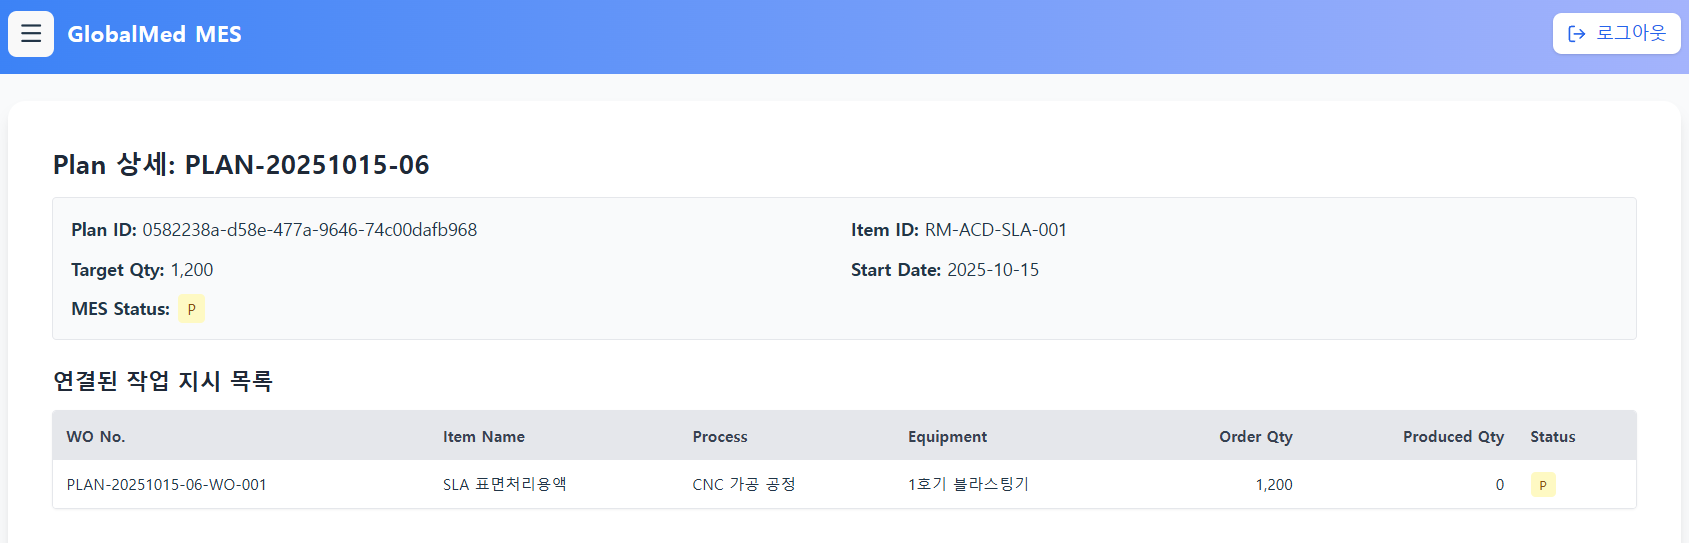 GlobalMed MES
로그아웃
Plan 상세: PLAN-20251015-06
Plan ID: 0582238a-d58e-477a-9646-74c00dafb968
Item ID: RM-ACD-SLA-001
Target Qty: 1,200
Start Date: 2025-10-15
MES Status: P
연결된 작업 지시 목록
WO No. Item Name Process Equipment Order Qty Produced Qty Status
PLAN-20251015-06-WO-001 SLA 표면처리용액 CNC 가공 공정 1호기 블라스팅기 1,200 0 P